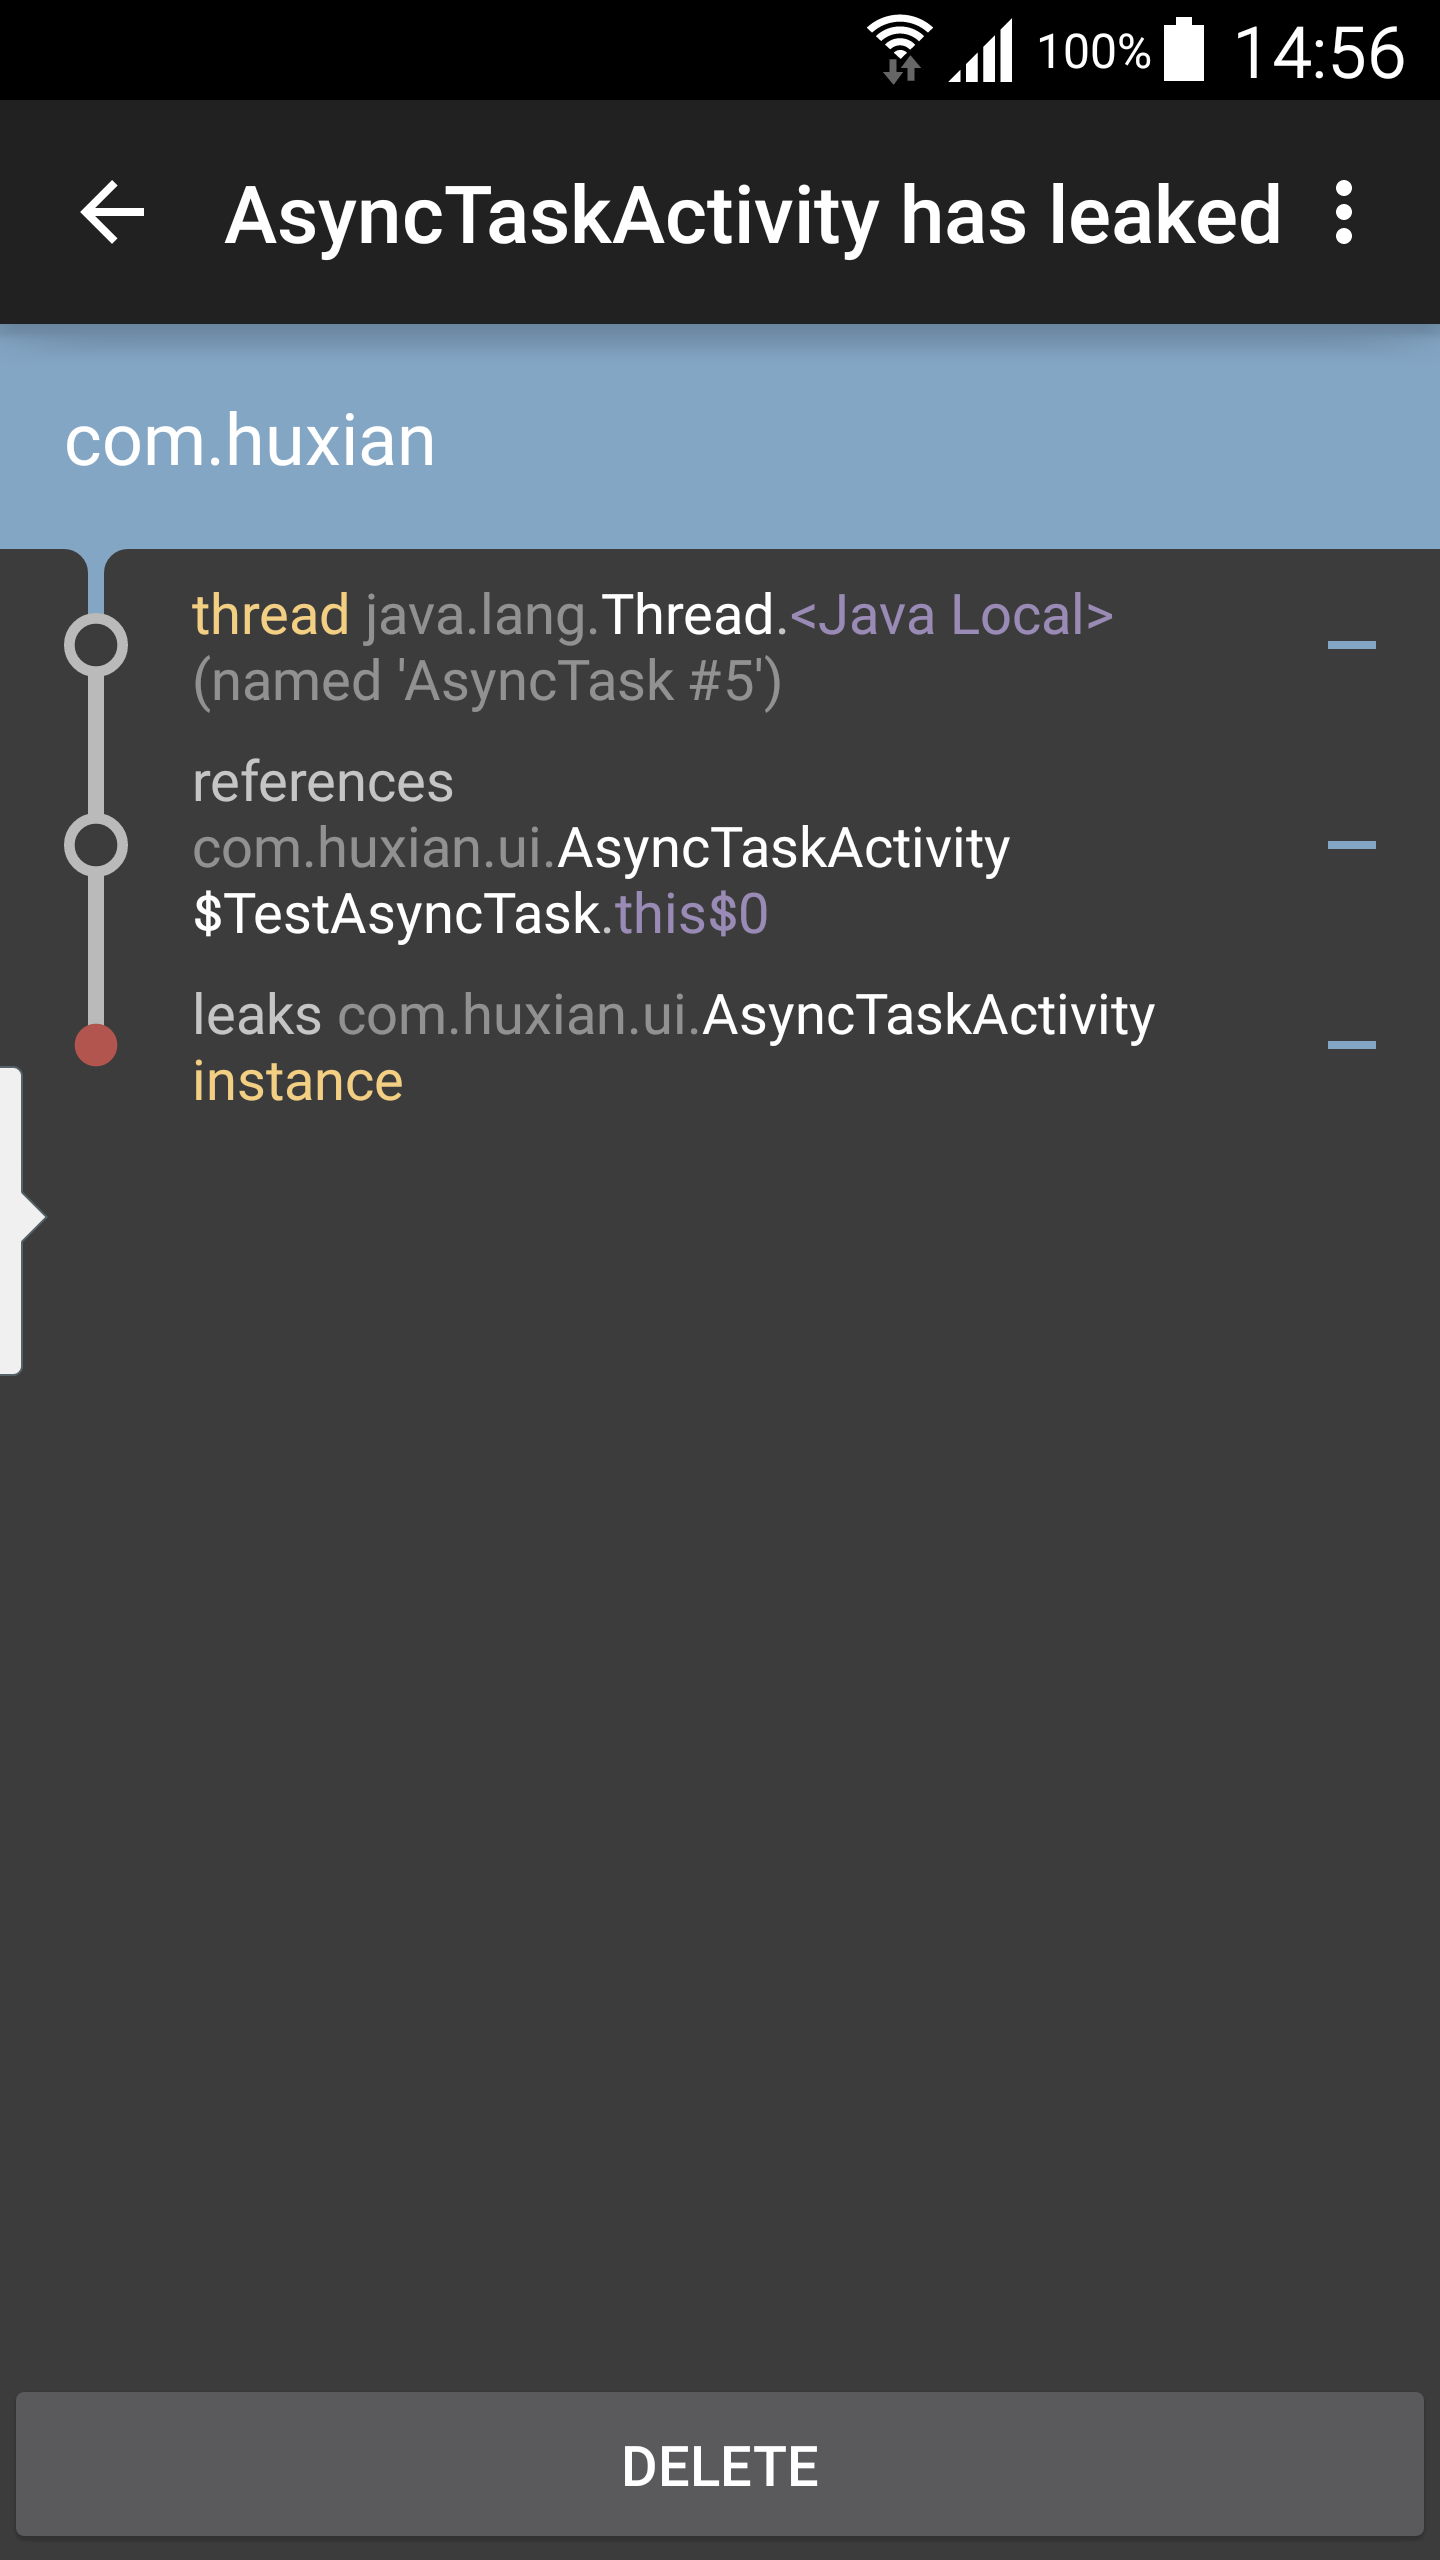 100% 14:56
AsyncTaskActivity has leaked
com.huxian
thread java.lang.Thread.<Java Local>
(named 'AsyncTask #5')
references
com.huxian.ui.AsyncTaskActivity
$TestAsyncTask.this$0
leaks com.huxian.ui.AsyncTaskActivity
instance
DELETE